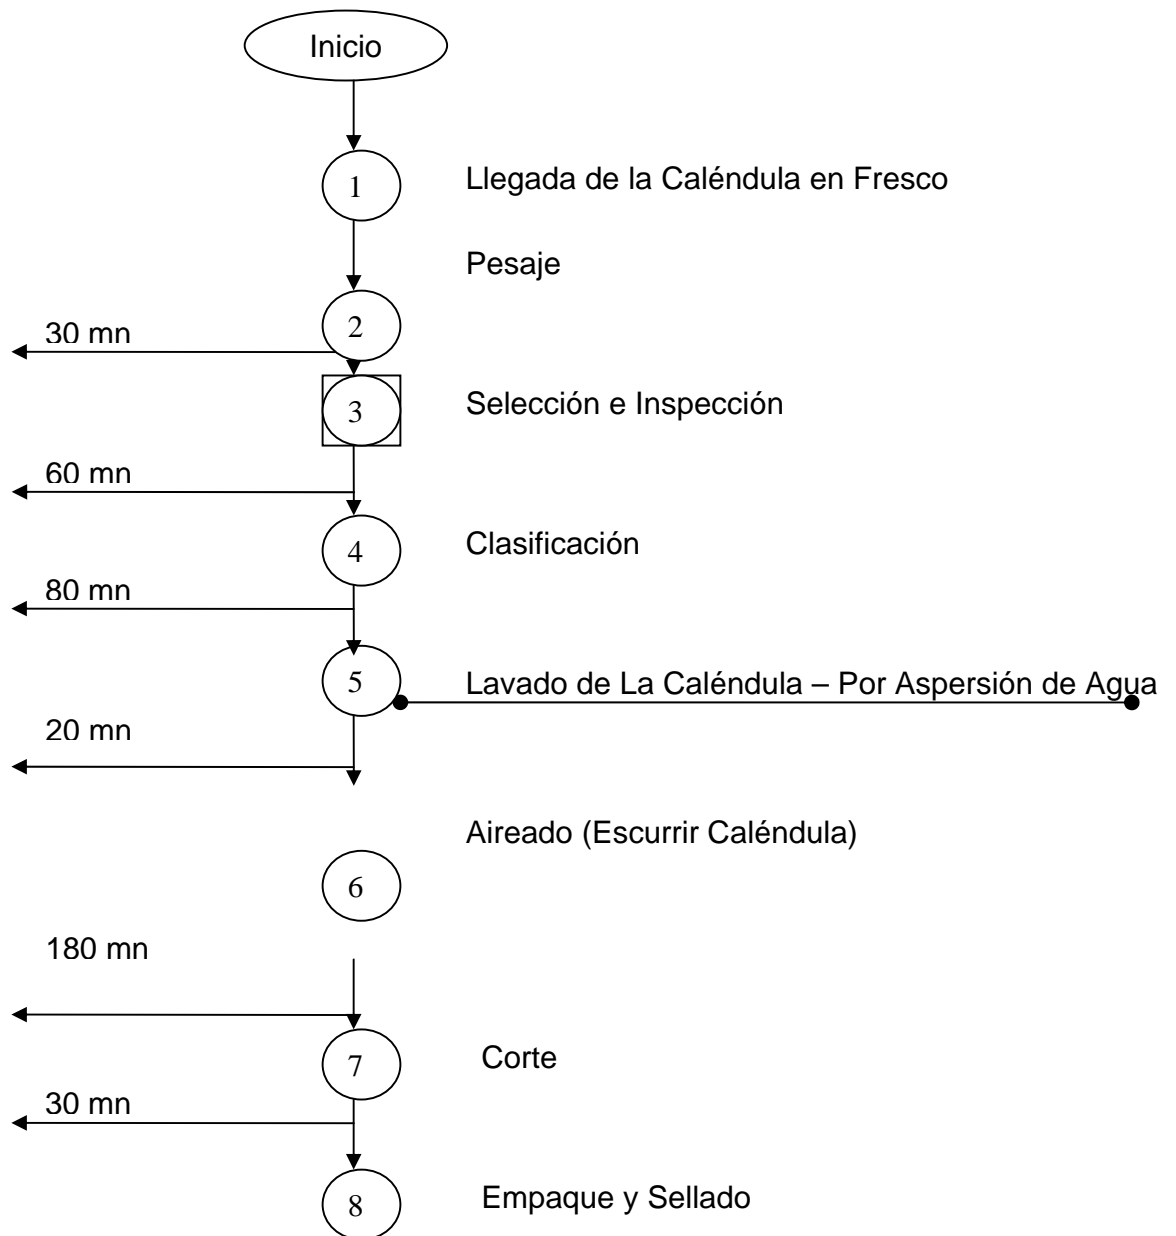 Inicio
1 Llegada de la Caléndula en Fresco
Pesaje
2
30 mn
3 Selección e Inspección
60 mn
4 Clasificación
80 mn
5 Lavado de La Caléndula – Por Aspersión de Agua
20 mn
Aireado (Escurrir Caléndula)
6
180 mn
7 Corte
30 mn
8 Empaque y Sellado